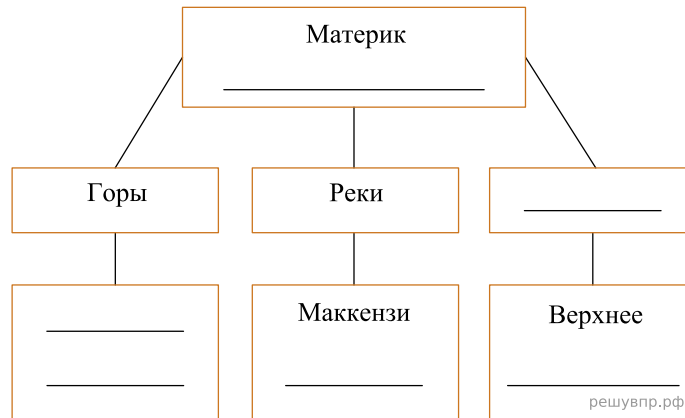 Материк
Горы
Реки
Маккензи
Верхнее
решувпр.рф